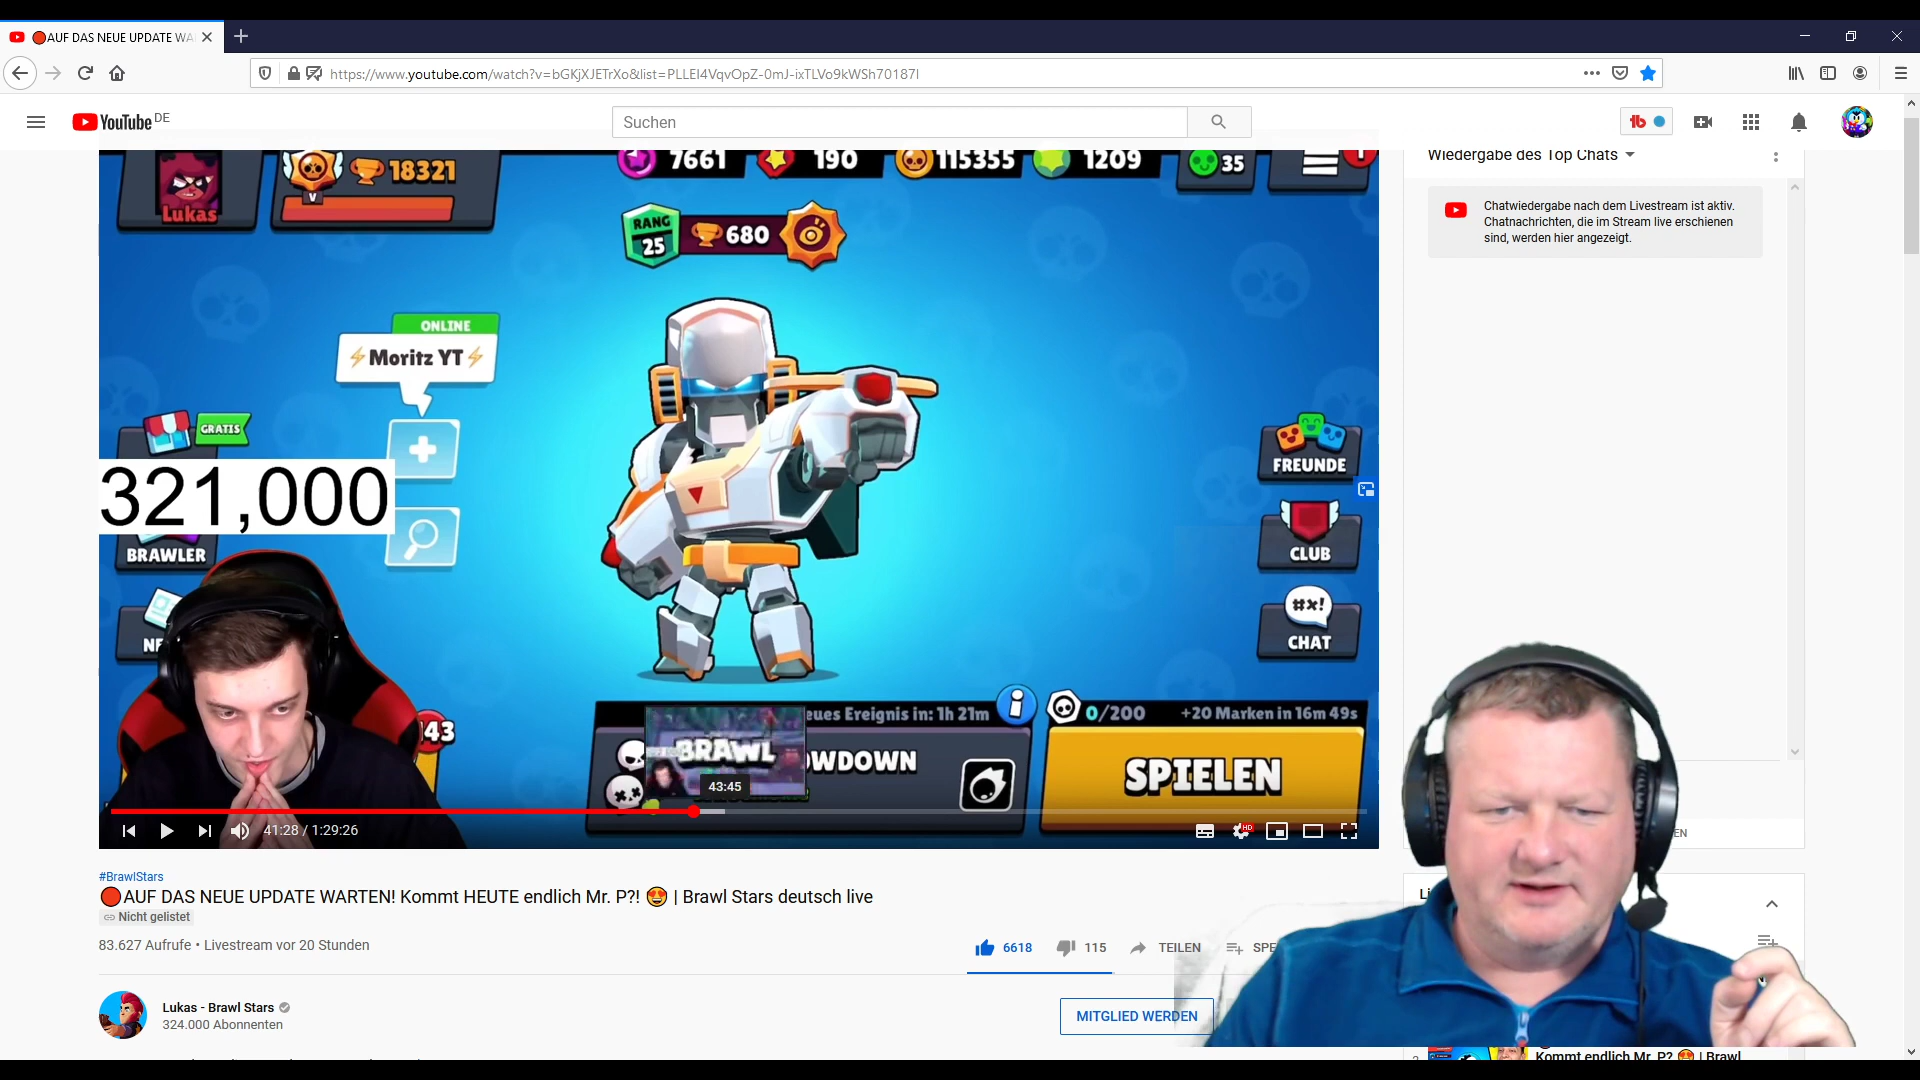 AUF DAS NEUE UPDATE WA
https://www.youtube.com/watch?v=bGKjXJETrXo&list=PLLEI4VqvOpZ-0mJ-ixTLVo9kWSh70187l
YouTube DE
Suchen
Lukas
V
18321
7661
190
115355
1209
35
RANG
25
680
ONLINE
⚡Moritz YT⚡
GRATIS
321,000
BRAWLER
FREUNDE
CLUB
#x!
CHAT
43
BRAWL
43:45
eues Ereignis in: 1h 21m
OWDOWN
0/200
+20 Marken in 16m 49s
SPIELEN
41:28 / 1:29:26
HD
Wiedergabe des Top Chats
Chatwiedergabe nach dem Livestream ist aktiv.
Chatnachrichten, die im Stream live erschienen
sind, werden hier angezeigt.
EN
#BrawlStars
🔴AUF DAS NEUE UPDATE WARTEN! Kommt HEUTE endlich Mr. P?! 🤩 | Brawl Stars deutsch live
Nicht gelistet
83.627 Aufrufe • Livestream vor 20 Stunden
6618
115
TEILEN
SPE
Lukas - Brawl Stars
324.000 Abonnenten
MITGLIED WERDEN
Kommt endlich Mr. P? 🤩 | Brawl